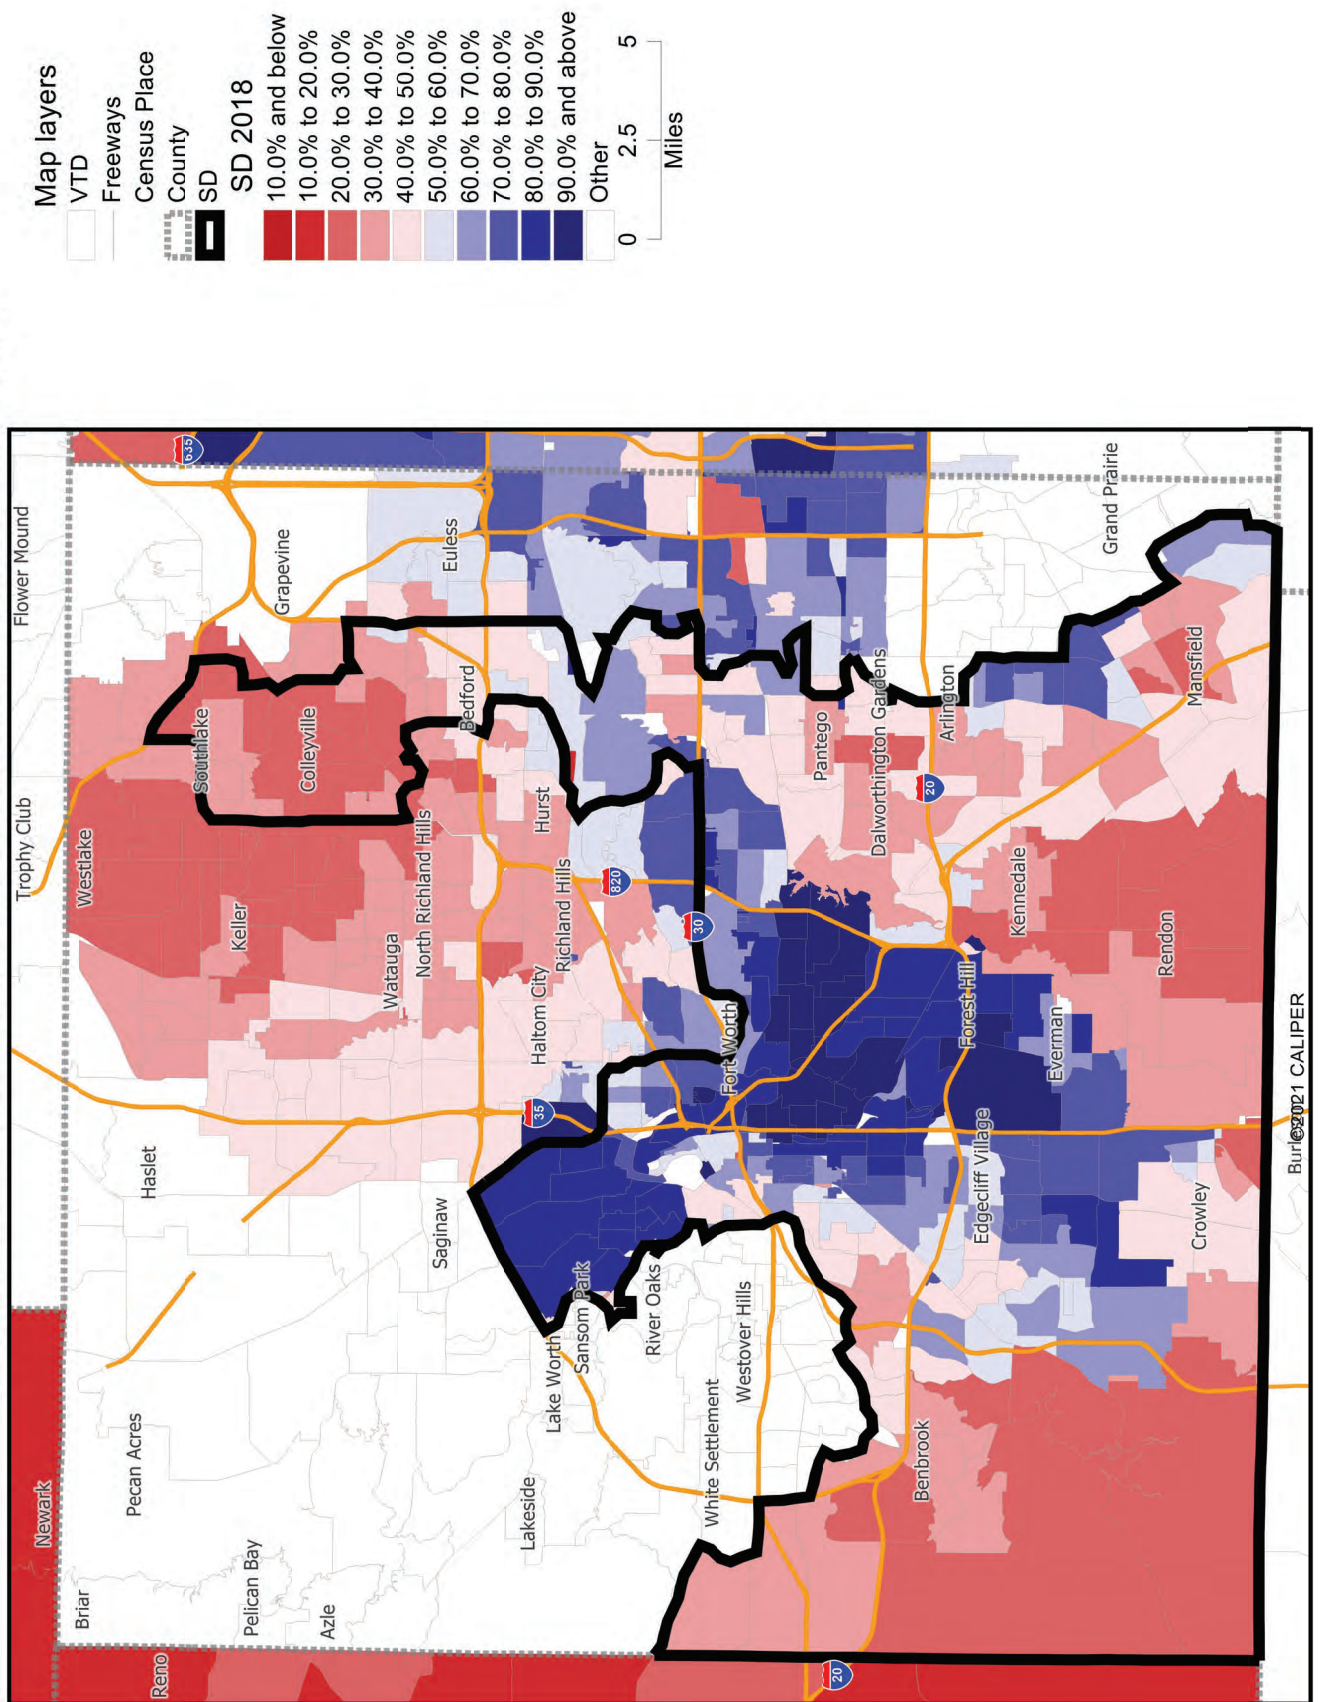 Map layers
VTD
Freeways
Census Place
County
SD
SD 2018
10.0% and below
10.0% to 20.0%
20.0% to 30.0%
30.0% to 40.0%
40.0% to 50.0%
50.0% to 60.0%
60.0% to 70.0%
70.0% to 80.0%
80.0% to 90.0%
90.0% and above
Other
0 2.5 5
Miles
Newark
Trophy Club
Flower Mound
Briar
Pecan Acres
Haslet
Westlake
Reno
Pelican Bay
Keller
Southlake
Grapevine
635
Azle
Colleyville
Watauga
North Richland Hills
Saginaw
Bedford
Euless
Lakeside
Lake Worth
35
Haltom City
Hurst
Sansom Park
Richland Hills
820
River Oaks
White Settlement
Westover Hills
30
Fort Worth
Pantego
20
Dalworthington Gardens
Benbrook
20
Arlington
Edgecliff Village
Forest Hill
Kennedale
Everman
Grand Prairie
Crowley
Rendon
Mansfield
©2021 CALIPER